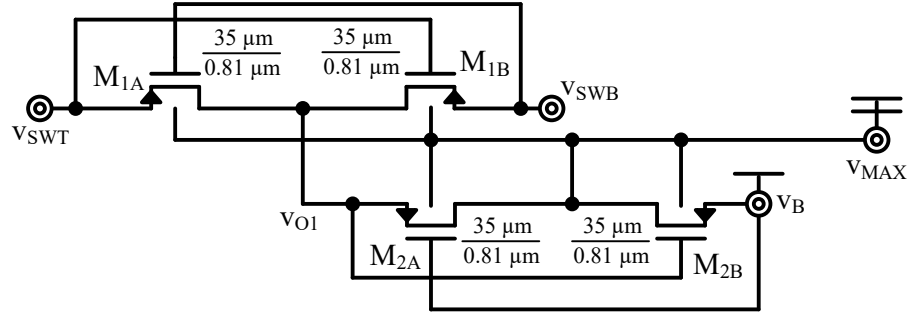 35 µm 35 µm
0.81 µm 0.81 µm
M1A M1B
vSWT vSWB
vMAX
vO1 vB
35 µm 35 µm
M2A 0.81 µm 0.81 µm M2B